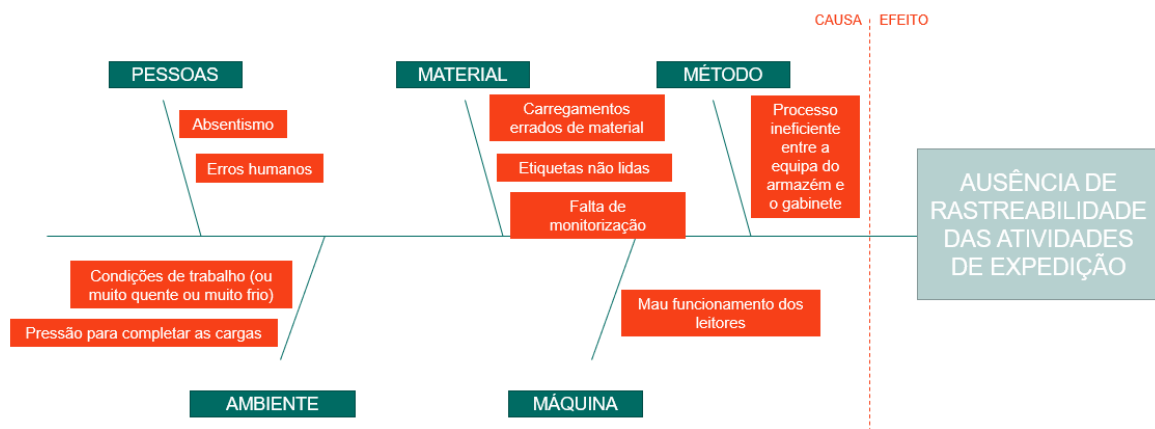 CAUSA
EFEITO
PESSOAS
MATERIAL
MÉTODO
Absentismo
Erros humanos
Carregamentos
errados de material
Etiquetas não lidas
Falta de
monitorização
Processo
ineficiente
entre a
equipa do
armazém e
o gabinete
AUSÊNCIA DE
RASTREABILIDADE
DAS ATIVIDADES
DE EXPEDIÇÃO
Condições de trabalho (ou
muito quente ou muito frio)
Pressão para completar as cargas
Mau funcionamento dos
leitores
AMBIENTE
MÁQUINA